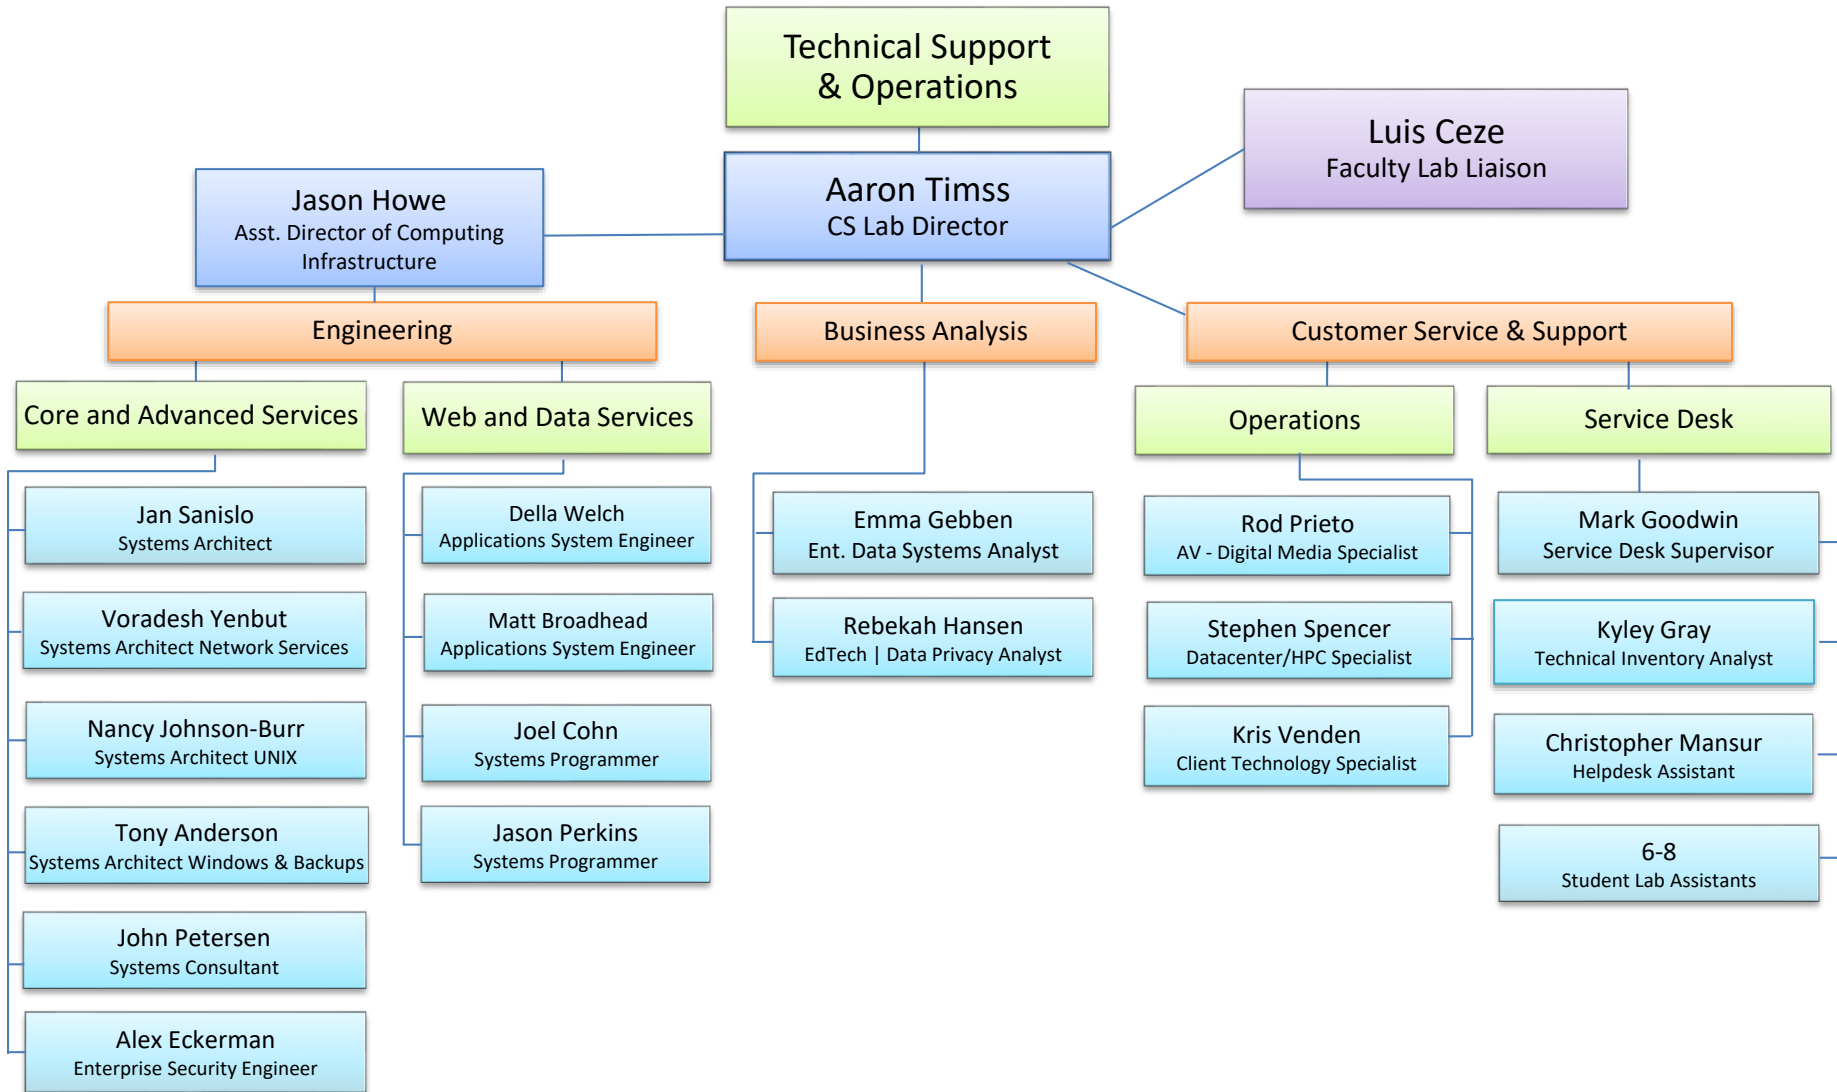 Technical Support
& Operations
Luis Ceze
Faculty Lab Liaison
Jason Howe
Asst. Director of Computing
Infrastructure
Aaron Timss
CS Lab Director
Engineering
Business Analysis
Customer Service & Support
Core and Advanced Services
Web and Data Services
Operations
Service Desk
Jan Sanislo
Systems Architect
Voradesh Yenbut
Systems Architect Network Services
Nancy Johnson-Burr
Systems Architect UNIX
Tony Anderson
Systems Architect Windows & Backups
John Petersen
Systems Consultant
Alex Eckerman
Enterprise Security Engineer
Della Welch
Applications System Engineer
Matt Broadhead
Applications System Engineer
Joel Cohn
Systems Programmer
Jason Perkins
Systems Programmer
Emma Gebben
Ent. Data Systems Analyst
Rebekah Hansen
EdTech | Data Privacy Analyst
Rod Prieto
AV - Digital Media Specialist
Stephen Spencer
Datacenter/HPC Specialist
Kris Venden
Client Technology Specialist
Mark Goodwin
Service Desk Supervisor
Kyley Gray
Technical Inventory Analyst
Christopher Mansur
Helpdesk Assistant
6-8
Student Lab Assistants